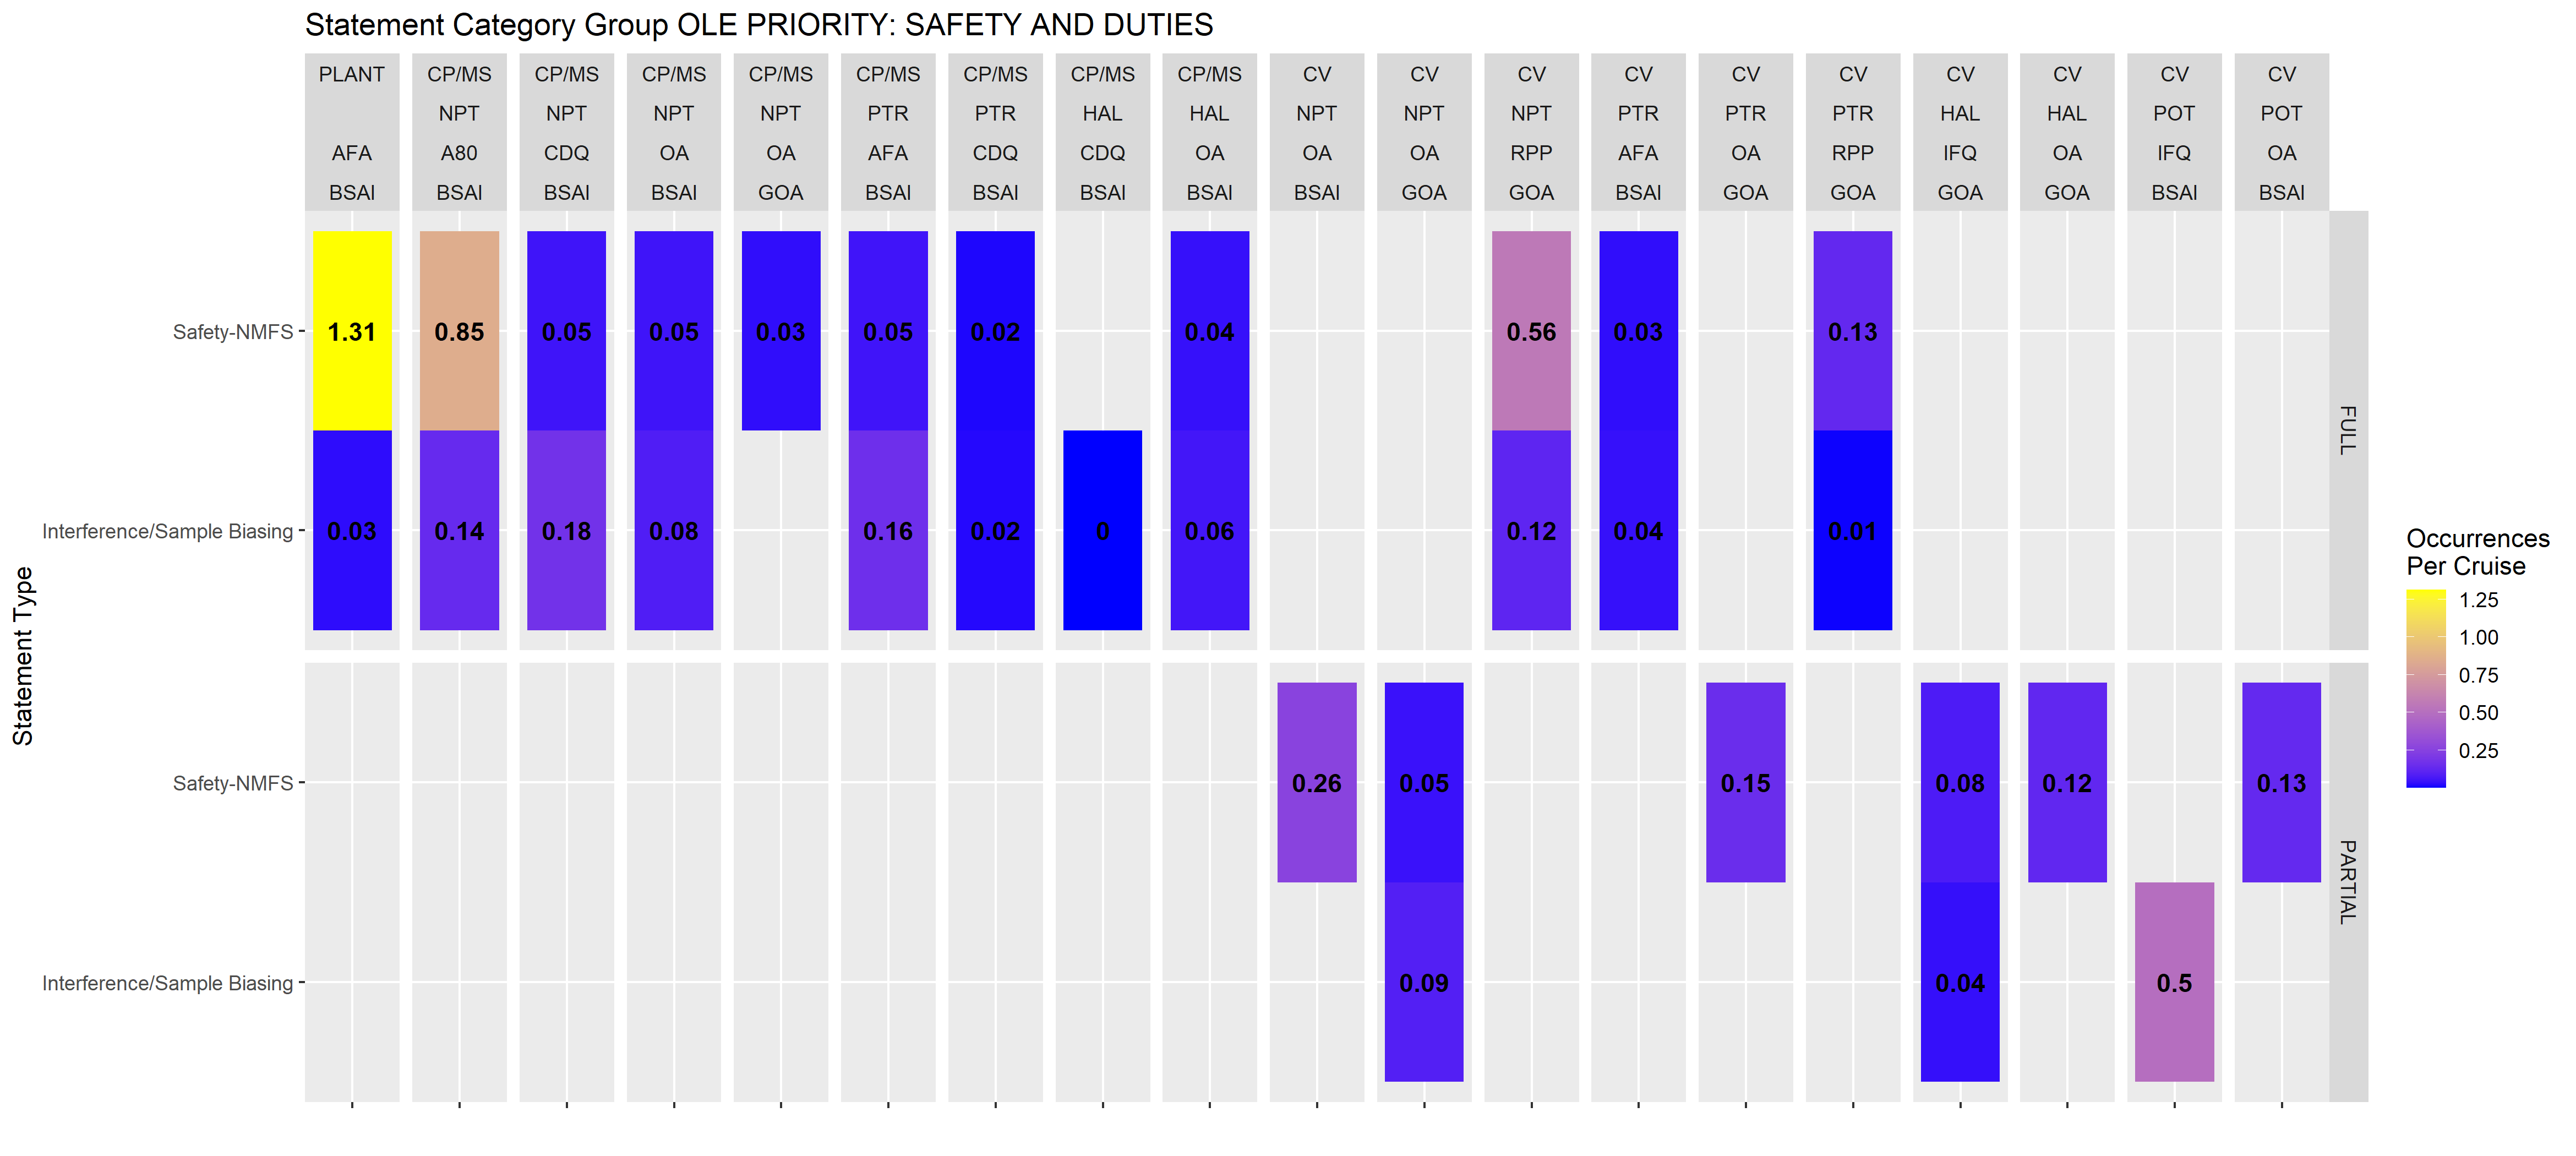 Statement Category Group OLE PRIORITY: SAFETY AND DUTIES
PLANT CP/MS CP/MS CP/MS CP/MS CP/MS CP/MS CP/MS CP/MS CV CV CV CV CV CV CV CV CV CV
NPT NPT NPT NPT PTR PTR HAL HAL NPT NPT NPT PTR PTR PTR HAL HAL POT POT
AFA A80 CDQ OA OA AFA CDQ CDQ OA OA OA RPP AFA OA RPP IFQ OA IFQ OA
BSAI BSAI BSAI BSAI GOA BSAI BSAI BSAI BSAI BSAI GOA GOA BSAI GOA GOA GOA GOA BSAI BSAI
Safety-NMFS 1.31 0.85 0.05 0.05 0.03 0.05 0.02 0.04 0.56 0.03 0.13
Interference/Sample Biasing 0.03 0.14 0.18 0.08 0.16 0.02 0 0.06 0.12 0.04 0.01
FULL
Safety-NMFS 0.26 0.05 0.15 0.08 0.12 0.13
Interference/Sample Biasing 0.09 0.04 0.5
PARTIAL
Statement Type
Occurrences
Per Cruise
1.25
1.00
0.75
0.50
0.25